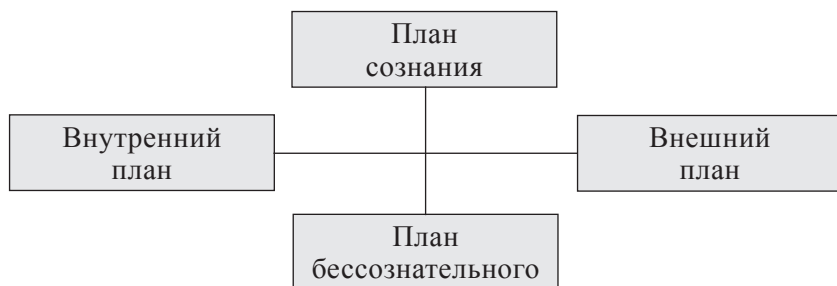 План
сознания
Внутренний
план
Внешний
план
План
бессознательного